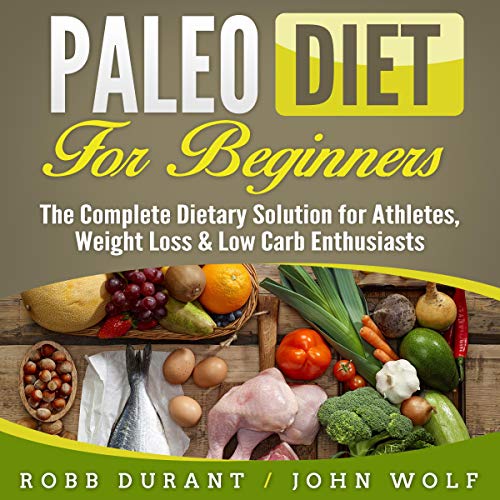 PALEO DIET
For Beginners
The Complete Dietary Solution for Athletes,
Weight Loss & Low Carb Enthusiasts
ROBB DURANT / JOHN WOLF